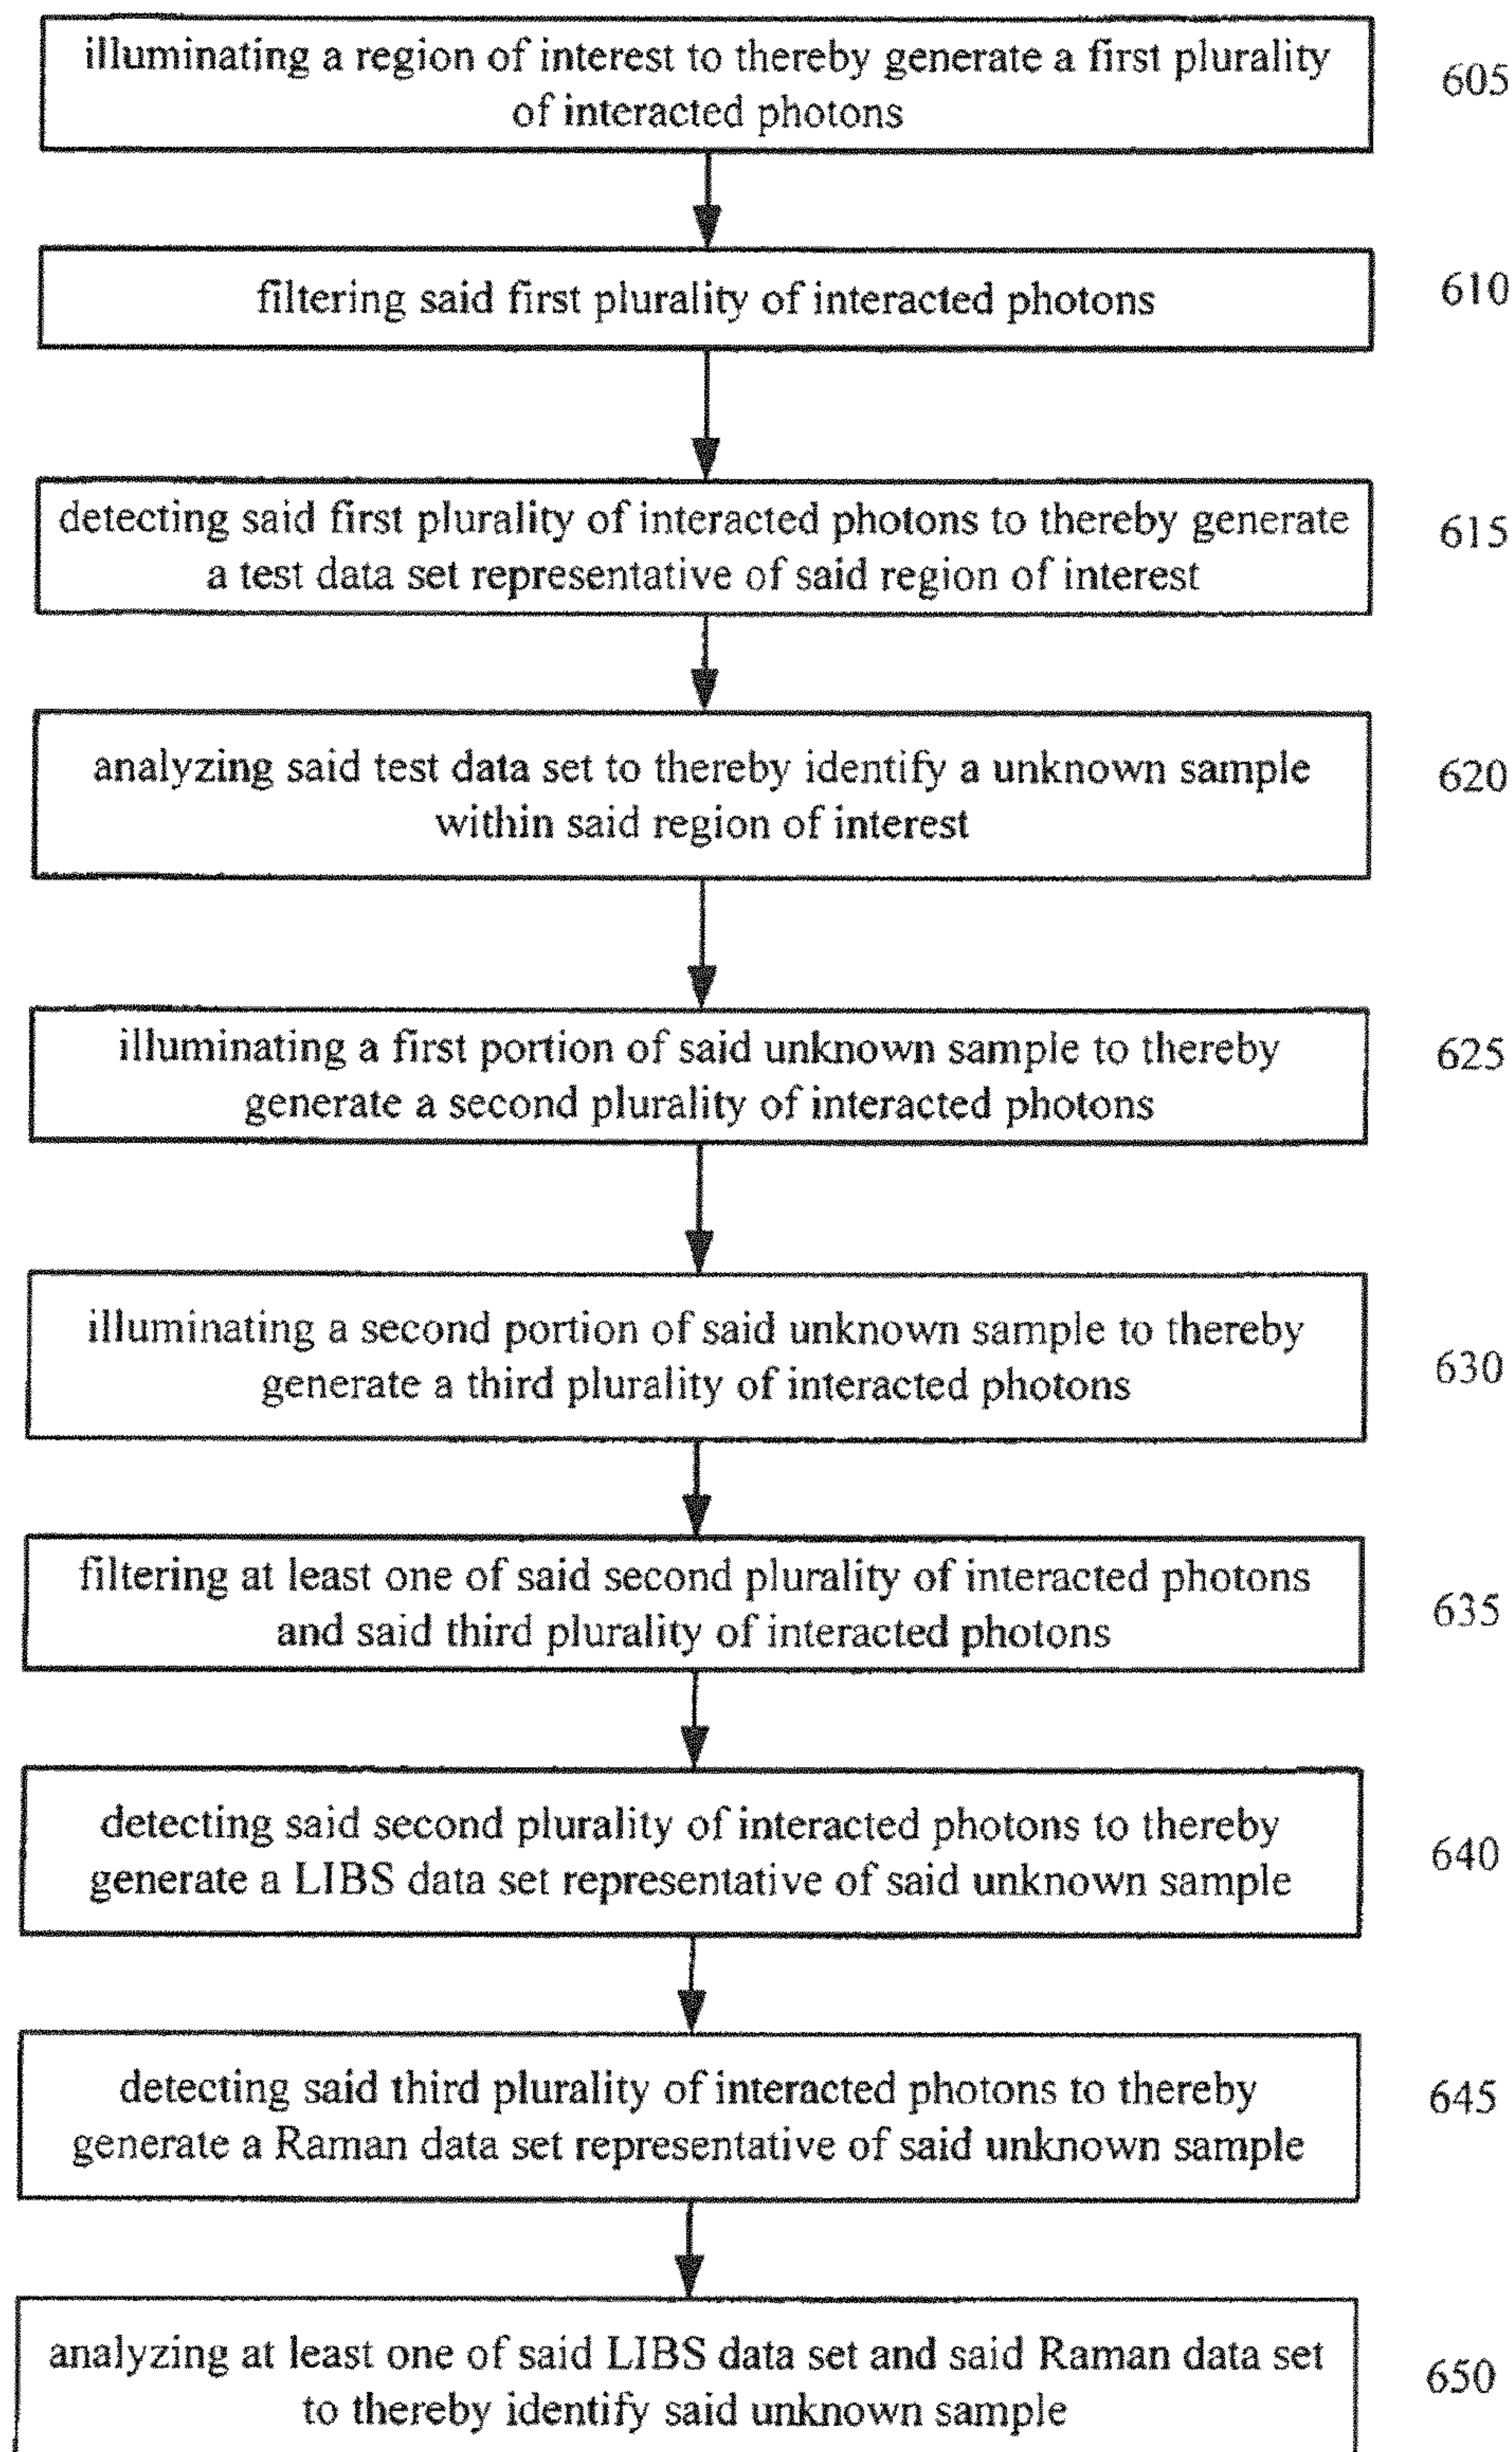 illuminating a region of interest to thereby generate a first plurality
of interacted photons
605
filtering said first plurality of interacted photons
610
detecting said first plurality of interacted photons to thereby generate
a test data set representative of said region of interest
615
analyzing said test data set to thereby identify a unknown sample
within said region of interest
620
illuminating a first portion of said unknown sample to thereby
generate a second plurality of interacted photons
625
illuminating a second portion of said unknown sample to thereby
generate a third plurality of interacted photons
630
filtering at least one of said second plurality of interacted photons
and said third plurality of interacted photons
635
detecting said second plurality of interacted photons to thereby
generate a LIBS data set representative of said unknown sample
640
detecting said third plurality of interacted photons to thereby
generate a Raman data set representative of said unknown sample
645
analyzing at least one of said LIBS data set and said Raman data set
to thereby identify said unknown sample
650